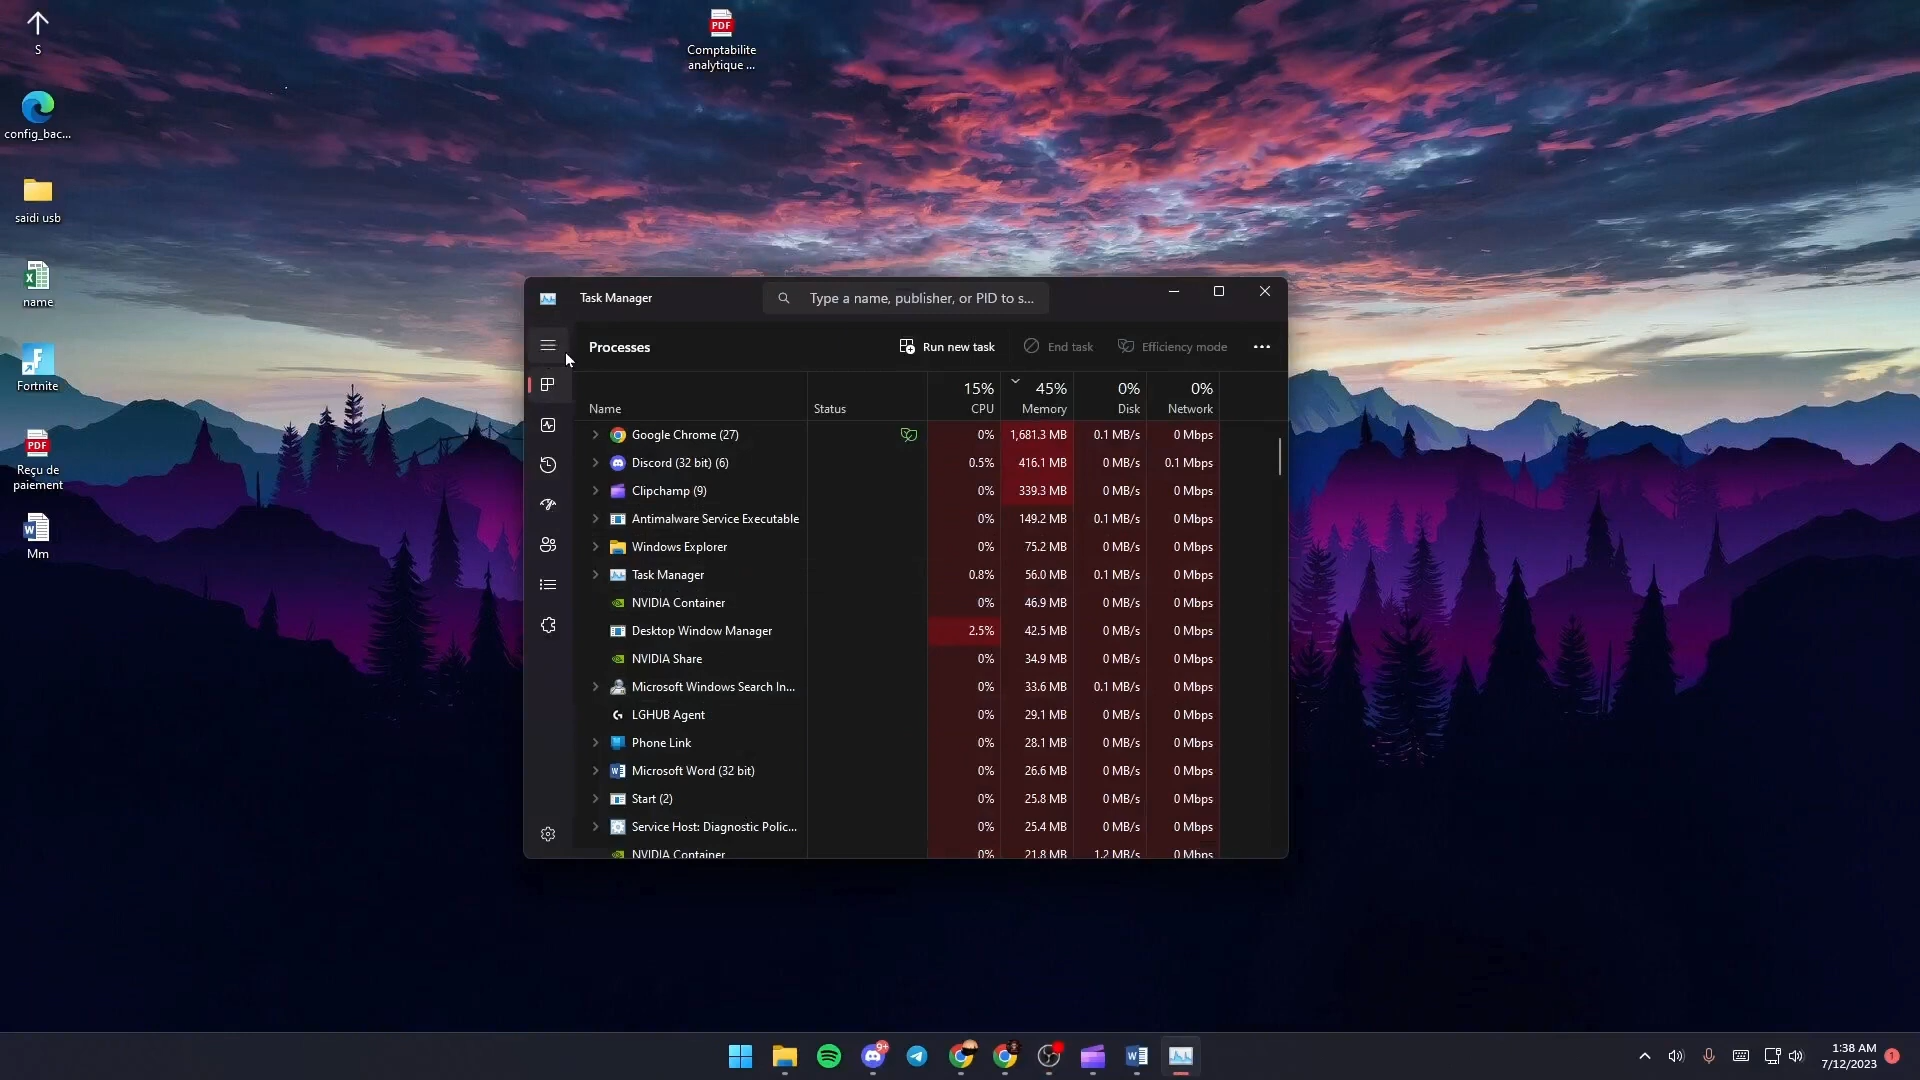 S
config_bac...
saidi usb
name
Fortnite
Reçu de
paiement
Mm
Comptabilite
analytique ...
Task Manager
Type a name, publisher, or PID to s...
Processes
Run new task
End task
Efficiency mode
Name
Status
15%
CPU
45%
Memory
0%
Disk
0%
Network
Google Chrome (27) 0% 1,681.3 MB 0.1 MB/s 0 Mbps
Discord (32 bit) (6) 0.5% 416.1 MB 0 MB/s 0.1 Mbps
Clipchamp (9) 0% 339.3 MB 0 MB/s 0 Mbps
Antimalware Service Executable 0% 149.2 MB 0.1 MB/s 0 Mbps
Windows Explorer 0% 75.2 MB 0 MB/s 0 Mbps
Task Manager 0.8% 56.0 MB 0.1 MB/s 0 Mbps
NVIDIA Container 0% 46.9 MB 0 MB/s 0 Mbps
Desktop Window Manager 2.5% 42.5 MB 0 MB/s 0 Mbps
NVIDIA Share 0% 34.9 MB 0 MB/s 0 Mbps
Microsoft Windows Search In... 0% 33.6 MB 0.1 MB/s 0 Mbps
LGHUB Agent 0% 29.1 MB 0 MB/s 0 Mbps
Phone Link 0% 28.1 MB 0 MB/s 0 Mbps
Microsoft Word (32 bit) 0% 26.6 MB 0 MB/s 0 Mbps
Start (2) 0% 25.8 MB 0 MB/s 0 Mbps
Service Host: Diagnostic Polic... 0% 25.4 MB 0 MB/s 0 Mbps
NVIDIA Container 0% 21.8 MB 1.2 MB/s 0 Mbps
9+
1:38 AM
7/12/2023
1
PDF
PDF